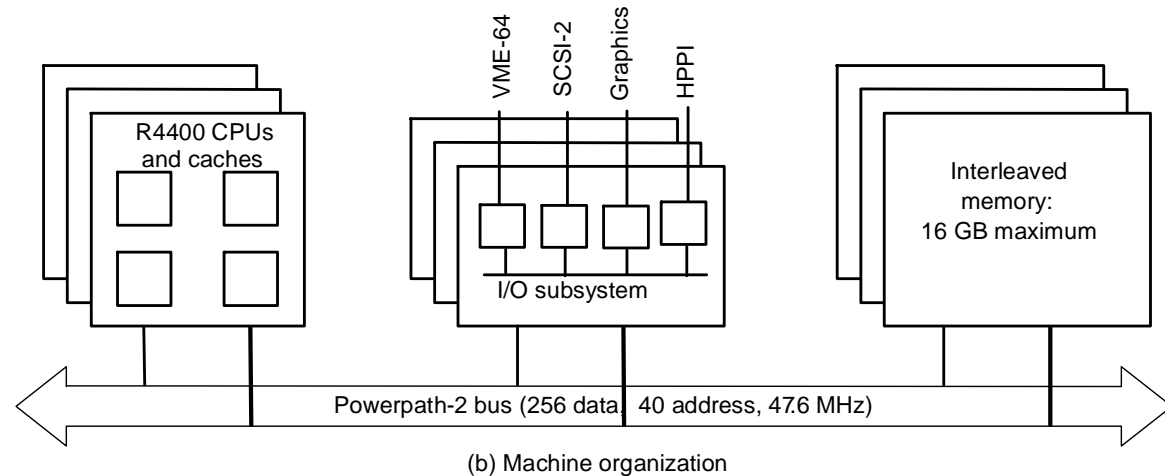 VME-64
SCSI-2
Graphics
HPPI
R4400 CPUs
and caches
I/O subsystem
Interleaved
memory:
16 GB maximum
Powerpath-2 bus (256 data, 40 address, 47.6 MHz)
(b) Machine organization